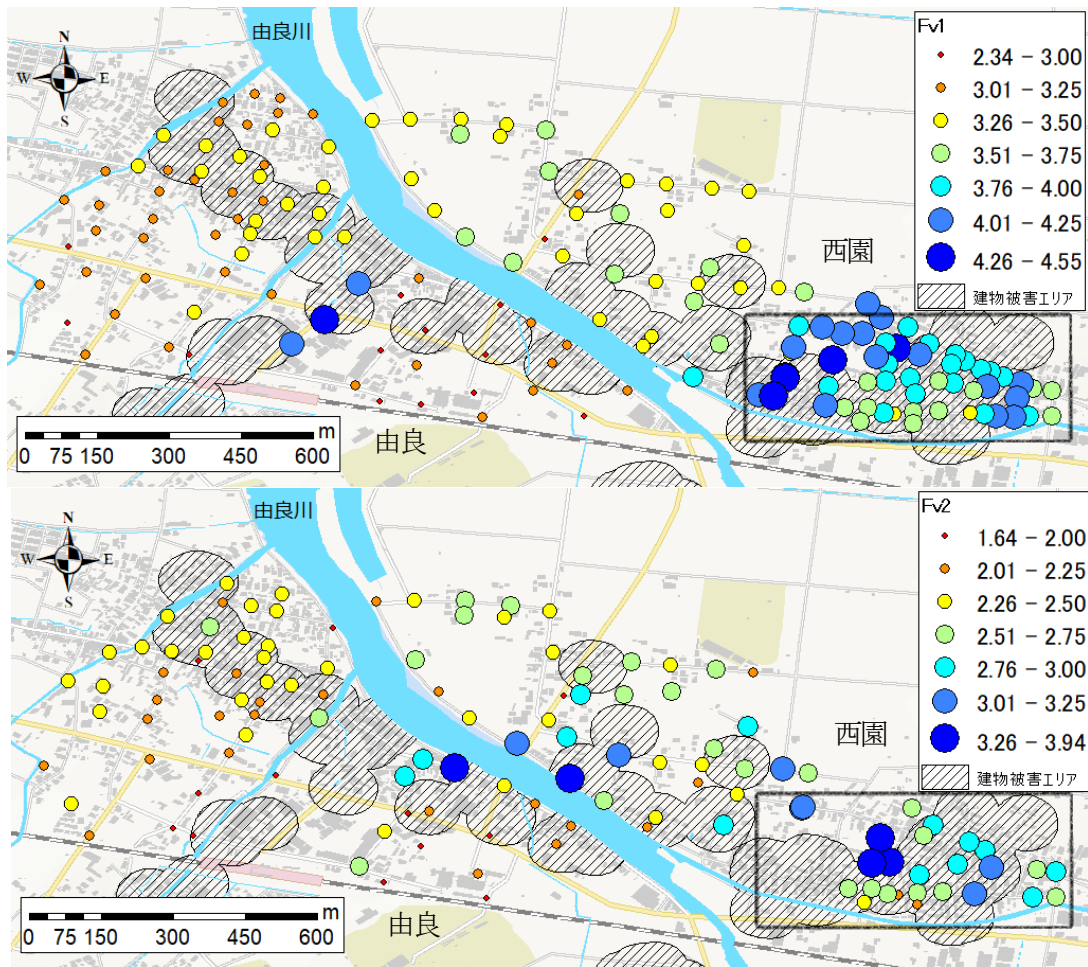 由良川
N
W E
S
西園
由良
m
0 75 150 300 450 600
Fv1
2.34 – 3.00
3.01 – 3.25
3.26 – 3.50
3.51 – 3.75
3.76 – 4.00
4.01 – 4.25
4.26 – 4.55
建物被害エリア
由良川
N
W E
S
西園
由良
m
0 75 150 300 450 600
Fv2
1.64 – 2.00
2.01 – 2.25
2.26 – 2.50
2.51 – 2.75
2.76 – 3.00
3.01 – 3.25
3.26 – 3.94
建物被害エリア